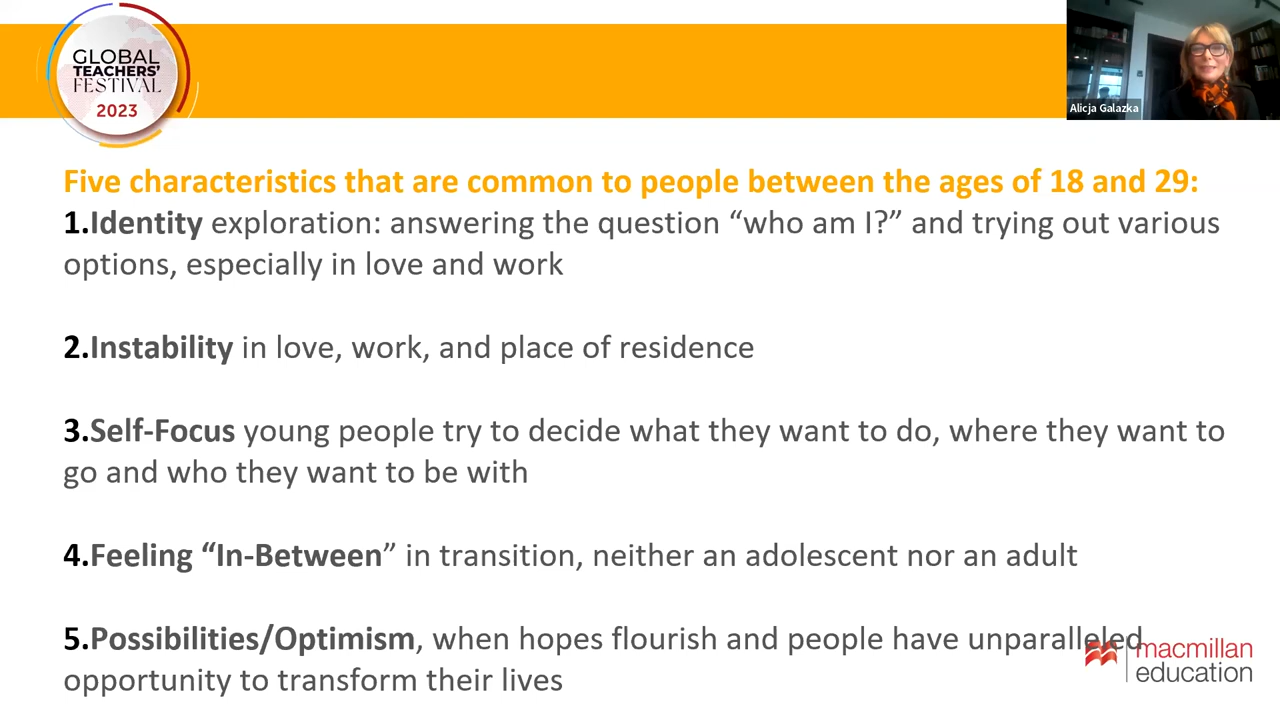 GLOBAL
TEACHERS'
FESTIVAL
2023
Alicja Galazka
Five characteristics that are common to people between the ages of 18 and 29:
1.Identity exploration: answering the question “who am I?” and trying out various
options, especially in love and work
2.Instability in love, work, and place of residence
3.Self-Focus young people try to decide what they want to do, where they want to
go and who they want to be with
4.Feeling “In-Between” in transition, neither an adolescent nor an adult
5.Possibilities/Optimism, when hopes flourish and people have unparalleled
opportunity to transform their lives
macmillan
education